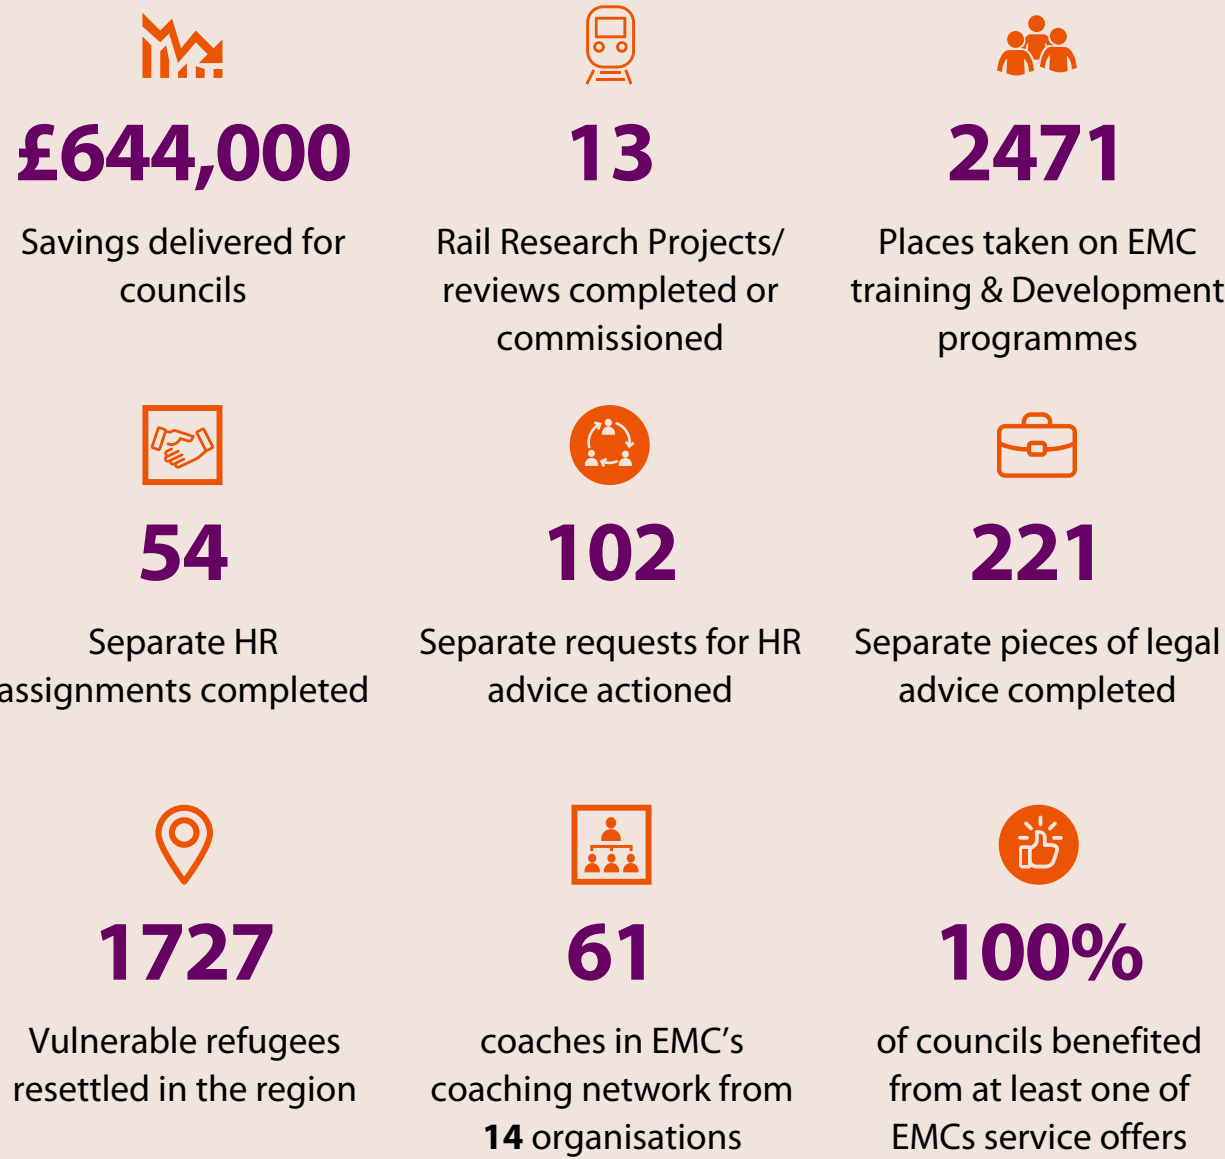 £644,000
Savings delivered for
councils
13
Rail Research Projects/
reviews completed or
commissioned
2471
Places taken on EMC
training & Development
programmes
54
Separate HR
assignments completed
102
Separate requests for HR
advice actioned
221
Separate pieces of legal
advice completed
1727
Vulnerable refugees
resettled in the region
61
coaches in EMC’s
coaching network from
14 organisations
100%
of councils benefited
from at least one of
EMCs service offers